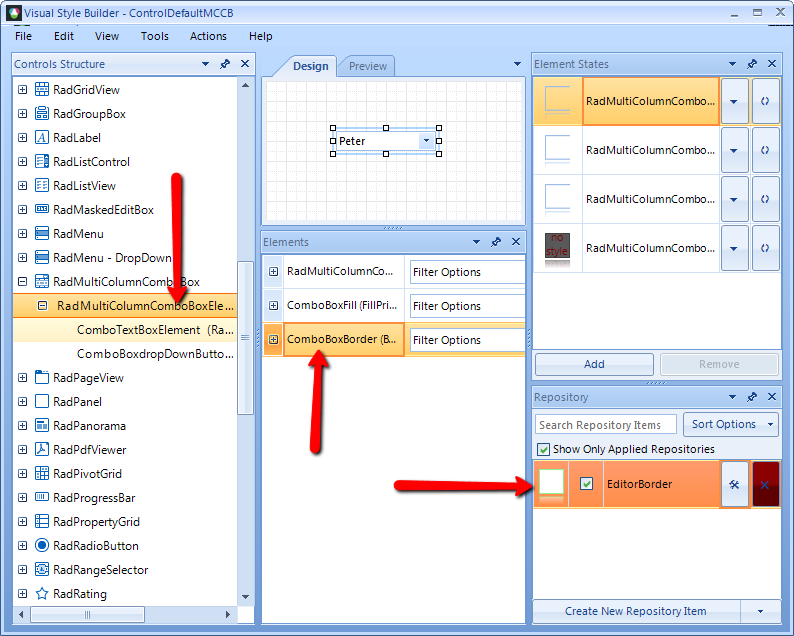 Visual Style Builder - ControlDefaultMCCB
File Edit View Tools Actions Help
Controls Structure
RadGridView
RadGroupBox
RadLabel
RadListControl
RadListView
RadMaskedEditBox
RadMenu
RadMenu - DropDown
RadMultiColumnComboBox
RadMultiColumnComboBoxEle...
ComboTextBoxElement (Ra...
ComboBoxdropDownButto...
RadPageView
RadPanel
RadPanorama
RadPdfViewer
RadPivotGrid
RadProgressBar
RadPropertyGrid
RadRadioButton
RadRangeSelector
RadRating
Design Preview
Peter
Elements
RadMultiColumnCo... Filter Options
ComboBoxFill (FillPri... Filter Options
ComboBoxBorder (B... Filter Options
Element States
RadMultiColumnCombo...
RadMultiColumnCombo...
RadMultiColumnCombo...
no style RadMultiColumnCombo...
Add Remove
Repository
Search Repository Items Sort Options
Show Only Applied Repositories
EditorBorder
Create New Repository Item